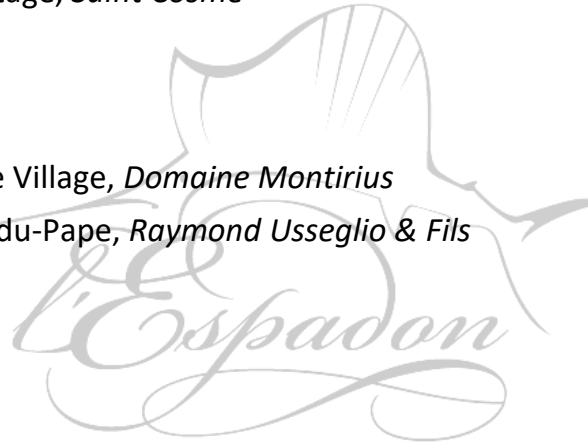 age, Saint Cosme
e Village, Domaine Montirius
du-Pape, Raymond Usseglio & Fils
l'Espadon